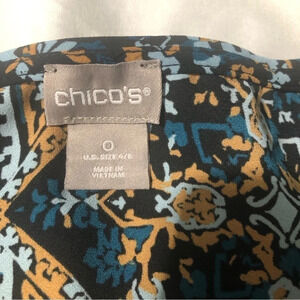 chico's®
0
U.S. SIZE 4/6
MADE IN
VIETNAM